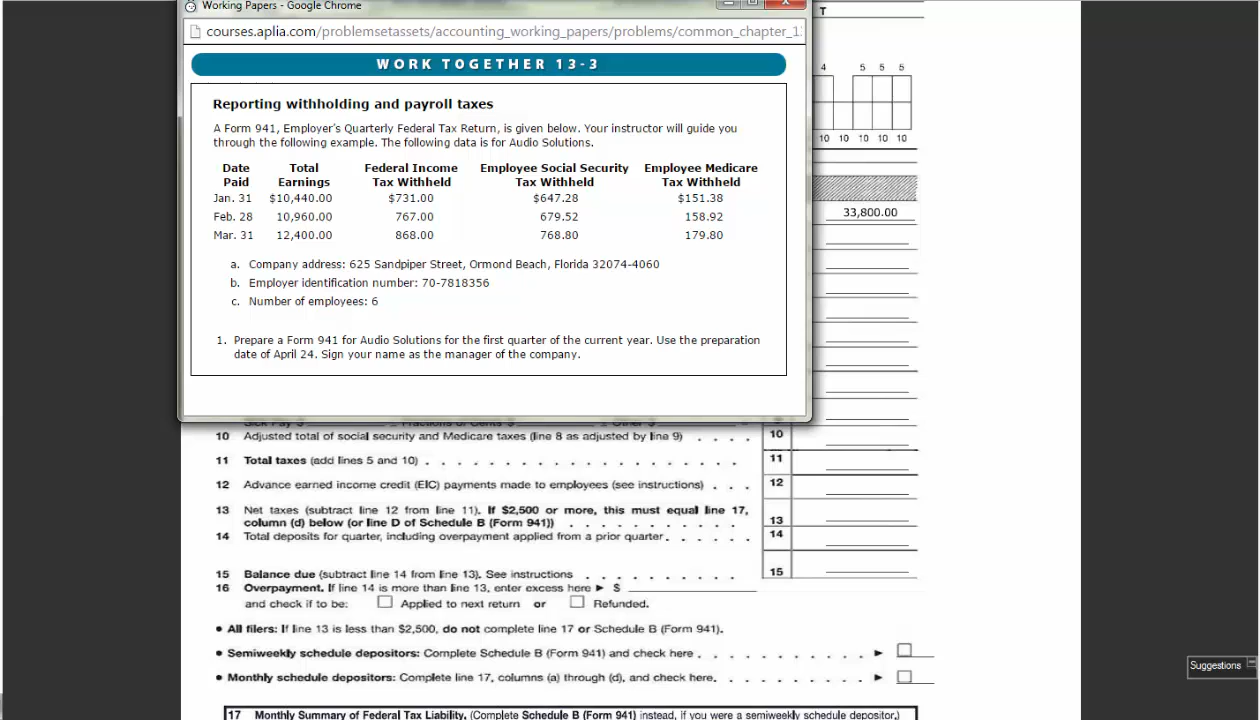 Working Papers - Google Chrome
courses.aplia.com/problemsetassets/accounting_working_papers/problems/common_chapter_1
WORK TOGETHER 13-3
Reporting withholding and payroll taxes
A Form 941, Employer's Quarterly Federal Tax Return, is given below. Your instructor will guide you
through the following example. The following data is for Audio Solutions.
Date Total Federal Income Employee Social Security Employee Medicare
Paid Earnings Tax Withheld Tax Withheld Tax Withheld
Jan. 31 $10,440.00 $731.00 $647.28 $151.38
Feb. 28 10,960.00 767.00 679.52 158.92
Mar. 31 12,400.00 868.00 768.80 179.80
a. Company address: 625 Sandpiper Street, Ormond Beach, Florida 32074-4060
b. Employer identification number: 70-7818356
c. Number of employees: 6
1. Prepare a Form 941 for Audio Solutions for the first quarter of the current year. Use the preparation
date of April 24. Sign your name as the manager of the company.
T
4 5 5 5
10 10 10 10 10
33,800.00
10 Adjusted total of social security and Medicare taxes (line 8 as adjusted by line 9) . . . . 10
11 Total taxes (add lines 5 and 10) . . . . . . . . . . . . . . . . . 11
12 Advance earned income credit (EIC) payments made to employees (see instructions) . . . 12
13 Net taxes (subtract line 12 from line 11). If $2,500 or more, this must equal line 17,
column (d) below (or line D of Schedule B (Form 941)) . . . . . . . . . 13
14 Total deposits for quarter, including overpayment applied from a prior quarter. . . . . 14
15 Balance due (subtract line 14 from line 13). See instructions . . . . . . . . . 15
16 Overpayment. If line 14 is more than line 13, enter excess here ► $
and check if to be: Applied to next return or Refunded.
• All filers: If line 13 is less than $2,500, do not complete line 17 or Schedule B (Form 941).
• Semiweekly schedule depositors: Complete Schedule B (Form 941) and check here . . . . . . . . . . ►
• Monthly schedule depositors: Complete line 17, columns (a) through (d), and check here. . . . . . . . . . ►
17 Monthly Summary of Federal Tax Liability. (Complete Schedule B (Form 941) instead, if you were a semiweekly schedule depositor.)
Suggestions